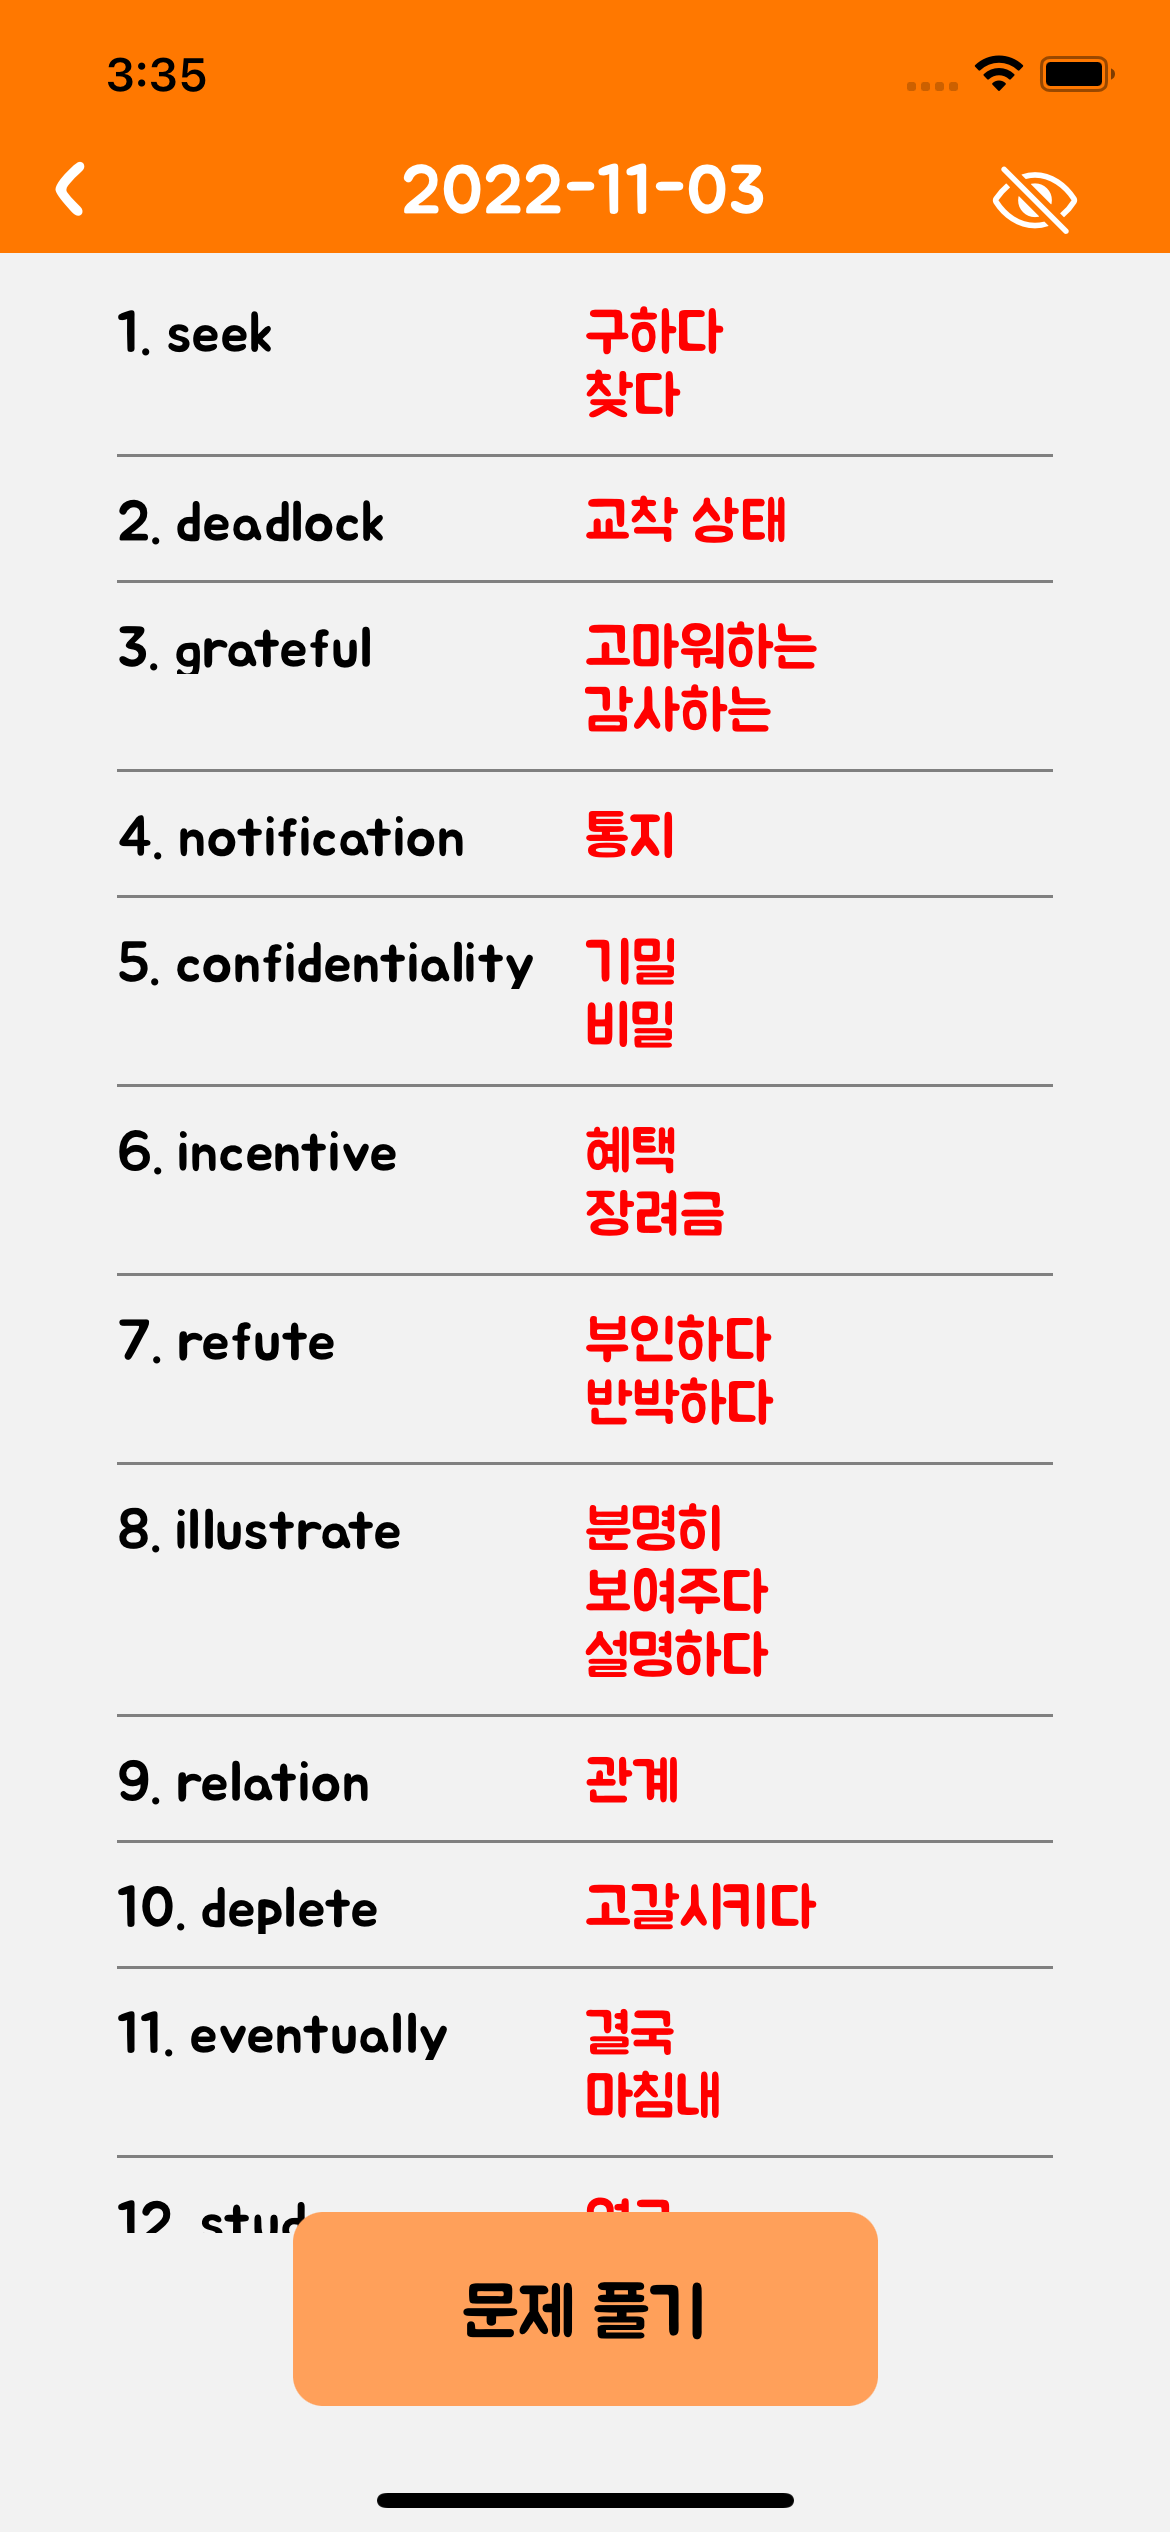 3:35
2022-11-03
1. seek 구하다
찾다
2. deadlock 교착 상태
3. grateful 고마워하는
감사하는
4. notification 통지
5. confidentiality 기밀
비밀
6. incentive 혜택
장려금
7. refute 부인하다
반박하다
8. illustrate 분명히
보여주다
설명하다
9. relation 관계
10. deplete 고갈시키다
11. eventually 결국
마침내
12.
문제 풀기